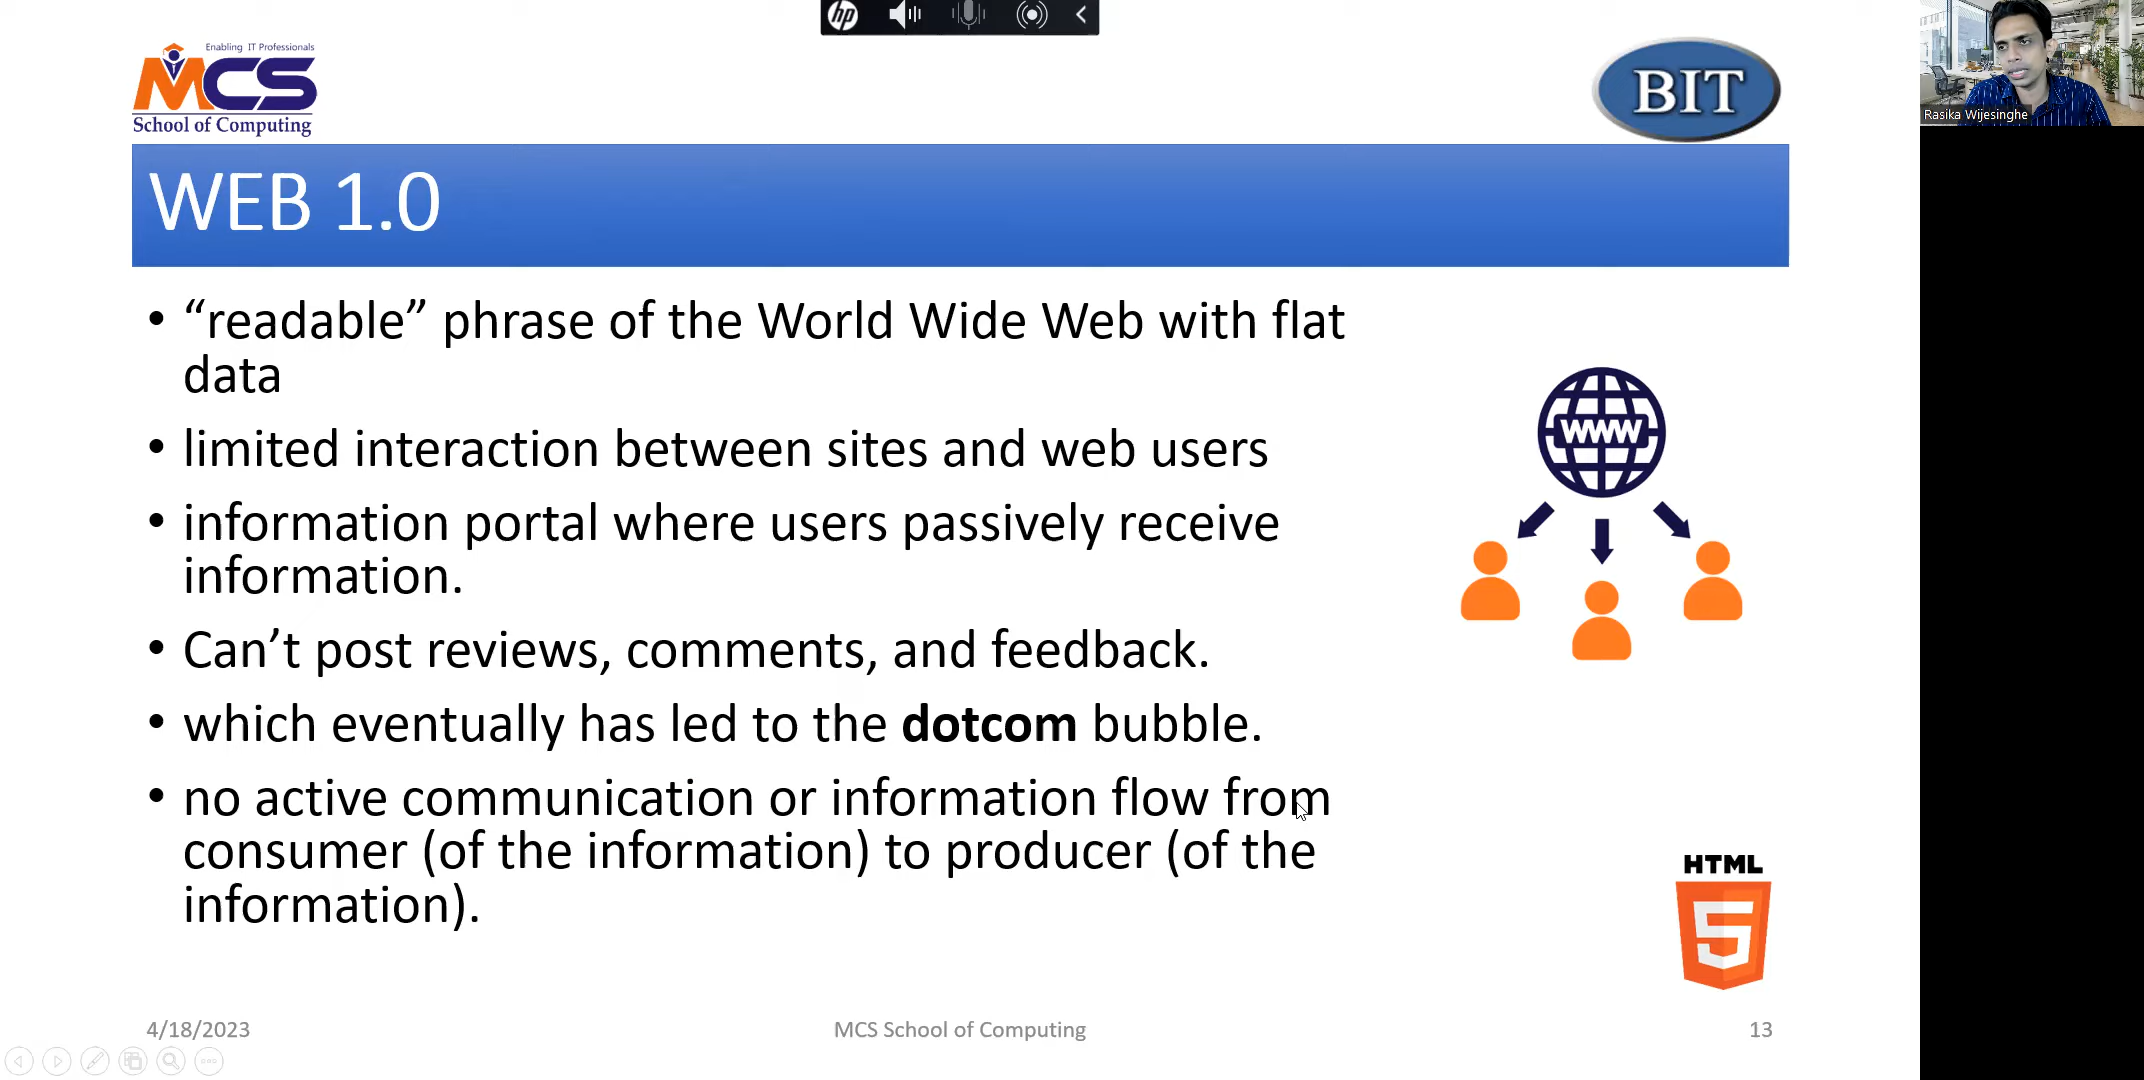 hp
Enabling IT Professionals
MCS
School of Computing
BIT
Rasika Wijesinghe
WEB 1.0
• “readable” phrase of the World Wide Web with flat
data
• limited interaction between sites and web users
• information portal where users passively receive
information.
• Can’t post reviews, comments, and feedback.
• which eventually has led to the dotcom bubble.
• no active communication or information flow from
consumer (of the information) to producer (of the
information).
WWW
HTML
5
4/18/2023
MCS School of Computing
13